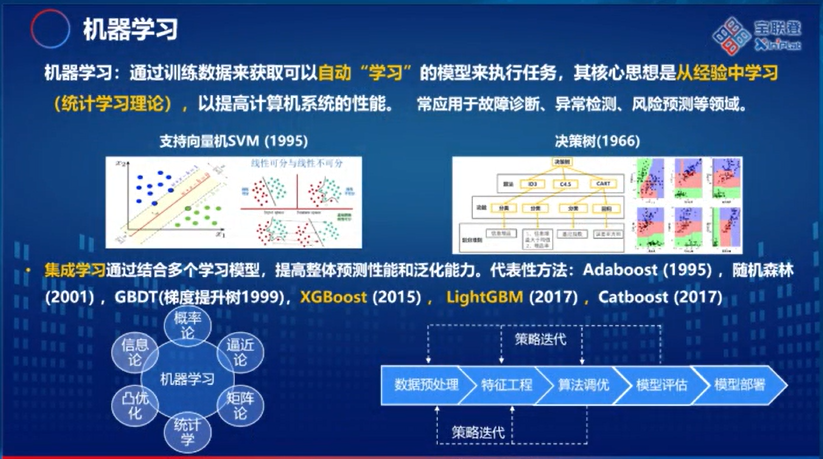 机器学习
宝联登
XinPlat
机器学习：通过训练数据来获取可以自动“学习”的模型来执行任务，其核心思想是从经验中学习
（统计学习理论），以提高计算机系统的性能。 常应用于故障诊断、异常检测、风险预测等领域。
支持向量机SVM (1995)
决策树(1966)
x₂
x₁
线性可分与线性不可分
决策树
算法 ID3 C4.5 CART
功能 分类 分类 分类 回归
• 集成学习通过结合多个学习模型，提高整体预测性能和泛化能力。代表性方法：Adaboost (1995) ，随机森林
(2001) ，GBDT(梯度提升树1999)，XGBoost (2015) ， LightGBM (2017) ，Catboost (2017)
概率
论
信息
论
逼近
论
机器学习
凸优
化
矩阵
论
统计
学
策略迭代
数据预处理 特征工程 算法调优 模型评估 模型部署
策略迭代